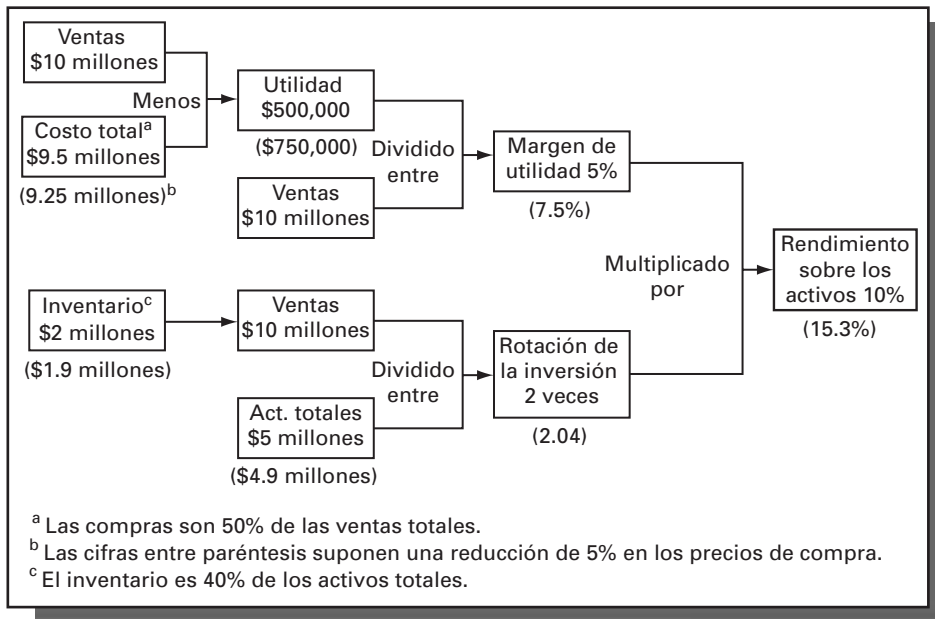 Ventas
$10 millones
Menos
Costo totalᵃ
$9.5 millones
(9.25 millones)ᵇ
Utilidad
$500,000
($750,000)
Dividido
entre
Ventas
$10 millones
Margen de
utilidad 5%
(7.5%)
Inventarioᶜ
$2 millones
($1.9 millones)
Ventas
$10 millones
Dividido
entre
Act. totales
$5 millones
($4.9 millones)
Rotación de
la inversión
2 veces
(2.04)
Multiplicado
por
Rendimiento
sobre los
activos 10%
(15.3%)
ᵃ Las compras son 50% de las ventas totales.
ᵇ Las cifras entre paréntesis suponen una reducción de 5% en los precios de compra.
ᶜ El inventario es 40% de los activos totales.